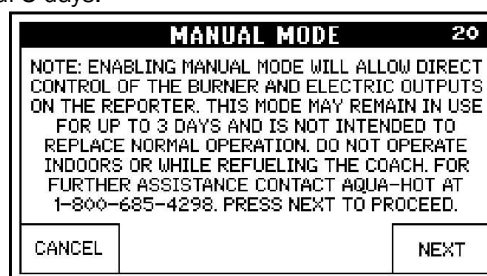 MANUAL MODE 20
NOTE: ENABLING MANUAL MODE WILL ALLOW DIRECT
CONTROL OF THE BURNER AND ELECTRIC OUTPUTS
ON THE REPORTER. THIS MODE MAY REMAIN IN USE
FOR UP TO 3 DAYS AND IS NOT INTENDED TO
REPLACE NORMAL OPERATION. DO NOT OPERATE
INDOORS OR WHILE REFUELING THE COACH. FOR
FURTHER ASSISTANCE CONTACT AQUA-HOT AT
1-800-685-4298. PRESS NEXT TO PROCEED.
CANCEL NEXT